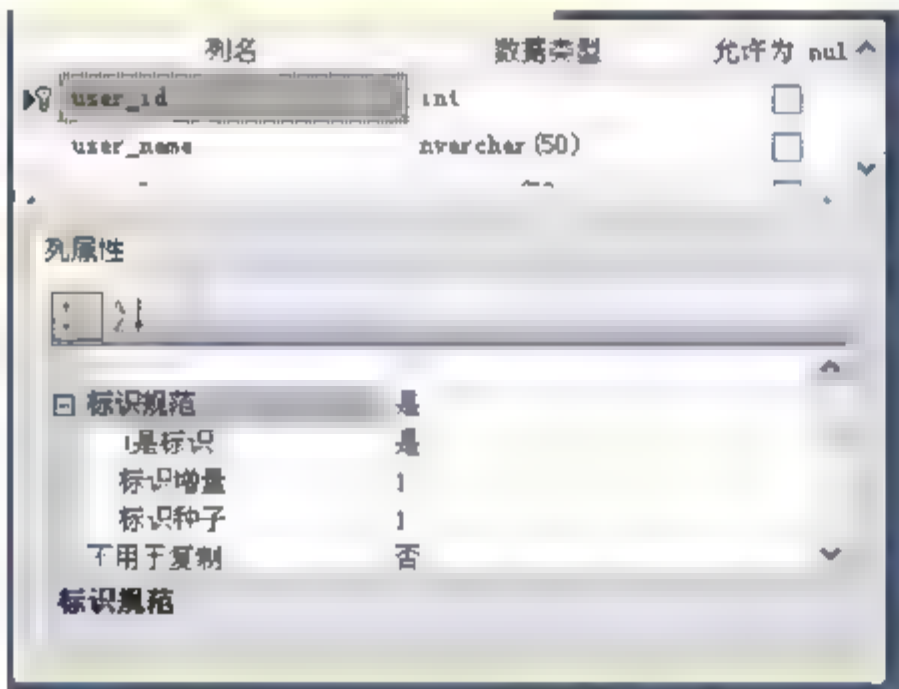 列名 数据类型 允许为 nul
user_id int
user_name nvarchar(50)
列属性
标识规范 是
是标识 是
标识增量 1
标识种子 1
不用于复制 否
标识规范